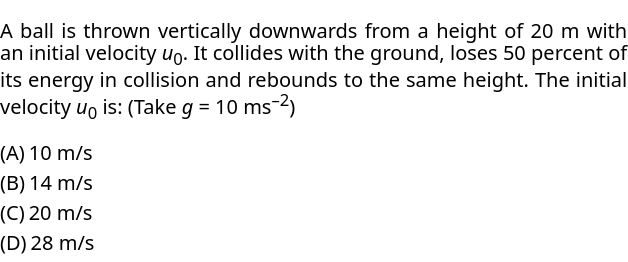 A ball is thrown vertically downwards from a height of 20 m with
an initial velocity u₀. It collides with the ground, loses 50 percent of
its energy in collision and rebounds to the same height. The initial
velocity u₀ is: (Take g = 10 ms⁻²)
(A) 10 m/s
(B) 14 m/s
(C) 20 m/s
(D) 28 m/s